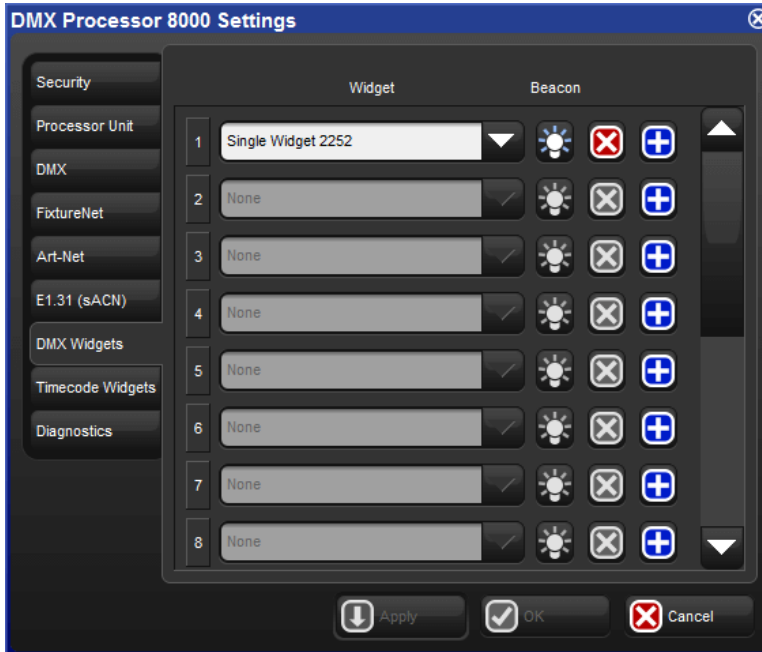 DMX Processor 8000 Settings
Security
Processor Unit
DMX
FixtureNet
Art-Net
E1.31 (sACN)
DMX Widgets
Timecode Widgets
Diagnostics
Widget Beacon
1 Single Widget 2252
2 None
3 None
4 None
5 None
6 None
7 None
8 None
Apply OK Cancel